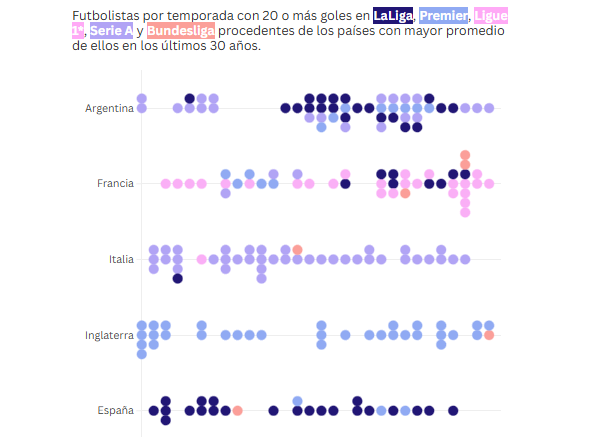 Futbolistas por temporada con 20 o más goles en LaLiga, Premier, Ligue
1*, Serie A y Bundesliga procedentes de los países con mayor promedio
de ellos en los últimos 30 años.
Argentina
Francia
Italia
Inglaterra
España